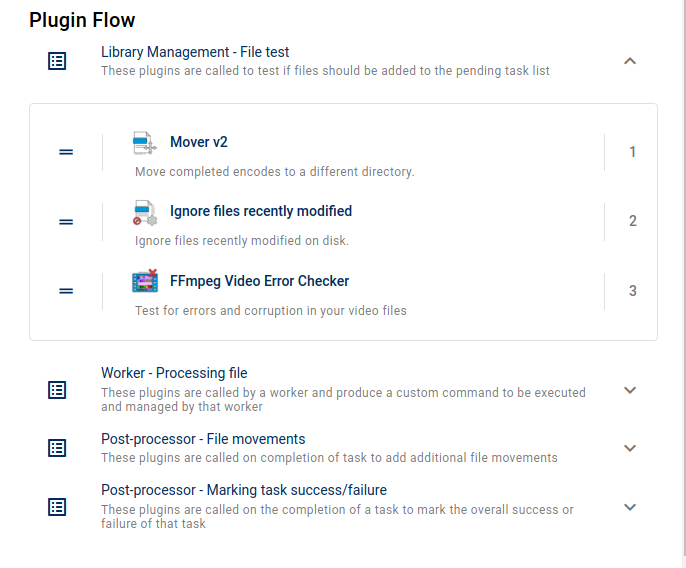 Plugin Flow
Library Management - File test
These plugins are called to test if files should be added to the pending task list
Mover v2
1
Move completed encodes to a different directory.
Ignore files recently modified
2
Ignore files recently modified on disk.
FFmpeg Video Error Checker
3
Test for errors and corruption in your video files
Worker - Processing file
These plugins are called by a worker and produce a custom command to be executed
and managed by that worker
Post-processor - File movements
These plugins are called on completion of task to add additional file movements
Post-processor - Marking task success/failure
These plugins are called on the completion of a task to mark the overall success or
failure of that task